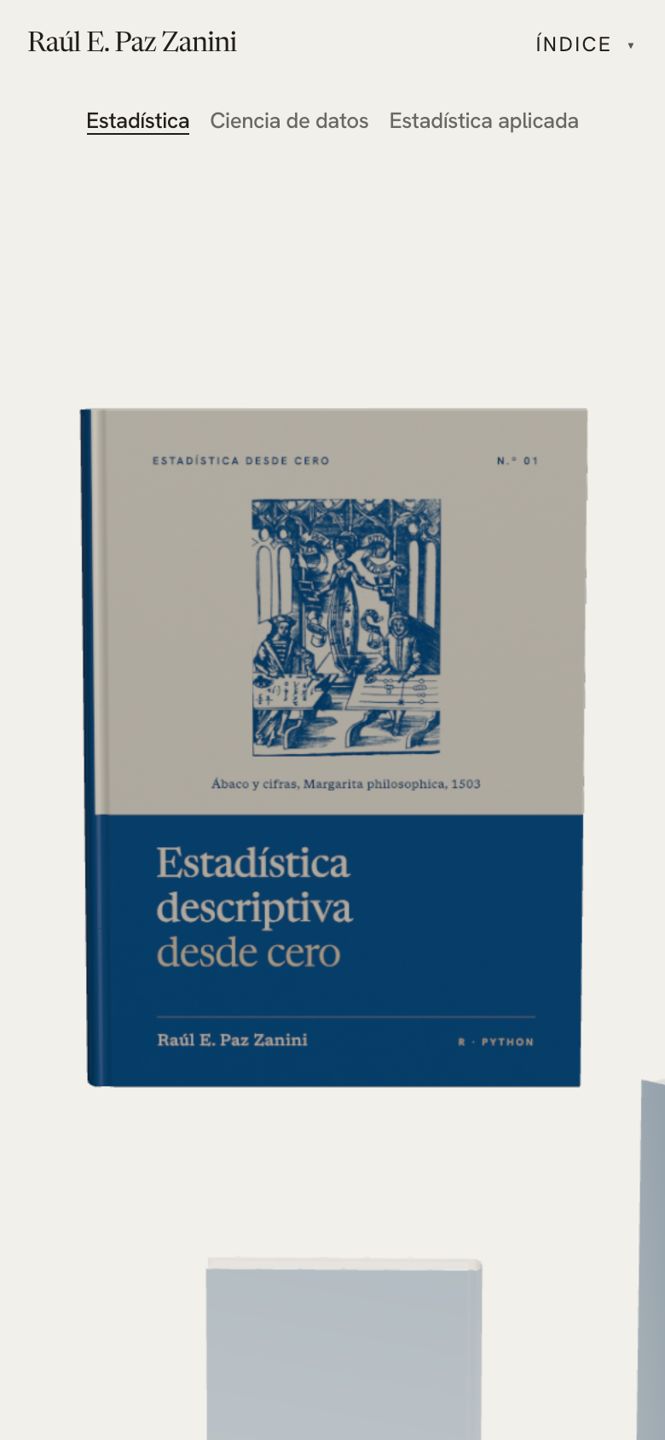 Raúl E. Paz Zanini
ÍNDICE ▾
Estadística Ciencia de datos Estadística aplicada
ESTADÍSTICA DESDE CERO N.º 01
Ábaco y cifras, Margarita philosophica, 1503
Estadística
descriptiva
desde cero
Raúl E. Paz Zanini R · PYTHON